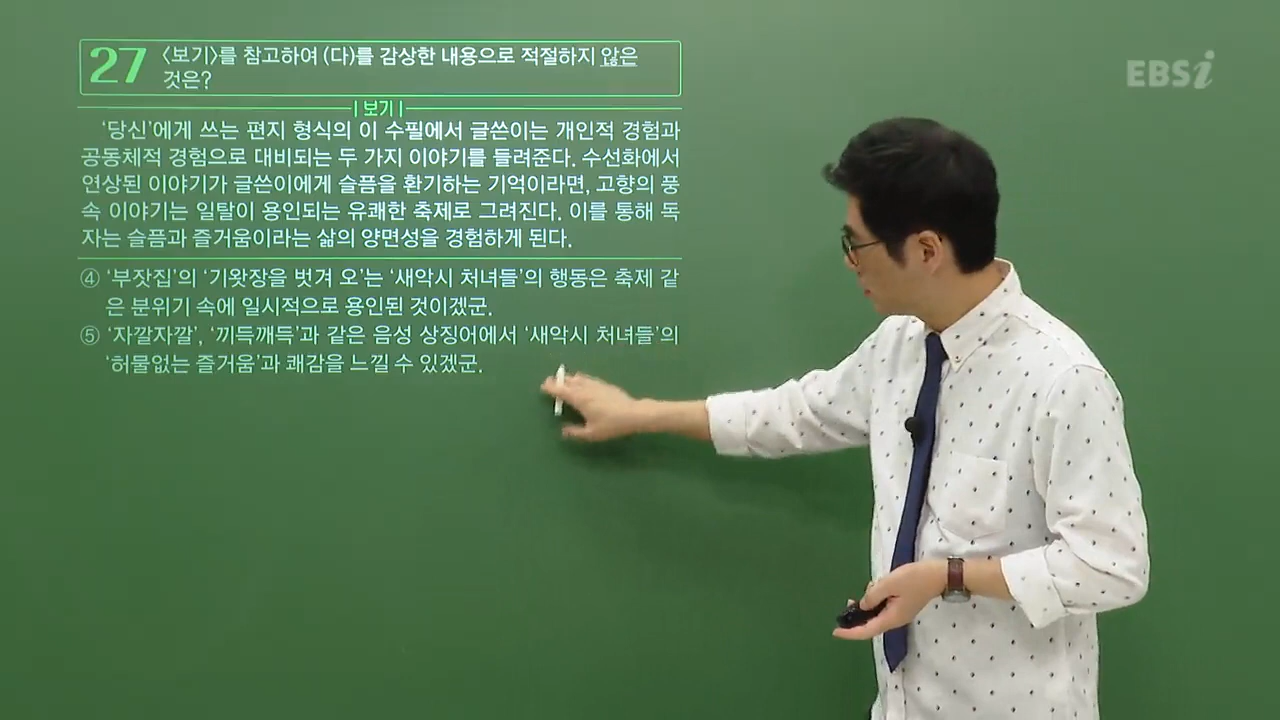 27 <보기>를 참고하여 (다)를 감상한 내용으로 적절하지 않은
것은?
EBSi
| 보기 |
'당신'에게 쓰는 편지 형식의 이 수필에서 글쓴이는 개인적 경험과
공동체적 경험으로 대비되는 두 가지 이야기를 들려준다. 수선화에서
연상된 이야기가 글쓴이에게 슬픔을 환기하는 기억이라면, 고향의 풍
속 이야기는 일탈이 용인되는 유쾌한 축제로 그려진다. 이를 통해 독
자는 슬픔과 즐거움이라는 삶의 양면성을 경험하게 된다.
④ '부잣집'의 '기왓장을 벗겨 오'는 '새악시 처녀들'의 행동은 축제 같
은 분위기 속에 일시적으로 용인된 것이겠군.
⑤ '자깔자깔', '끼득깨득'과 같은 음성 상징어에서 '새악시 처녀들'의
'허물없는 즐거움'과 쾌감을 느낄 수 있겠군.